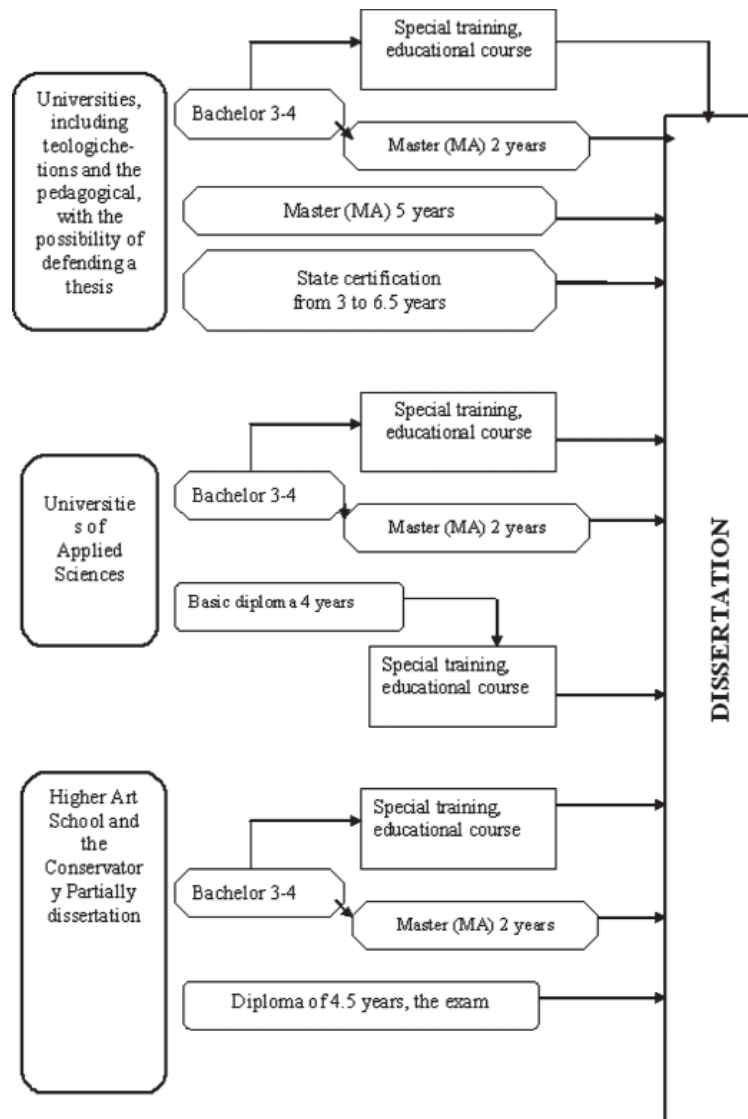 Special training,
educational course
Universities,
including
teologiche-
tions and the
pedagogical,
with the
possibility of
defending a
thesis
Bachelor 3-4
Master (MA) 2 years
Master (MA) 5 years
State certification
from 3 to 6.5 years
Special training,
educational course
Universitie
s of
Applied
Sciences
Bachelor 3-4
Master (MA) 2 years
Basic diploma 4 years
Special training,
educational course
DISSERTATION
Higher Art
School and
the
Conservator
y Partially
dissertation
Special training,
educational course
Bachelor 3-4
Master (MA) 2 years
Diploma of 4.5 years, the exam